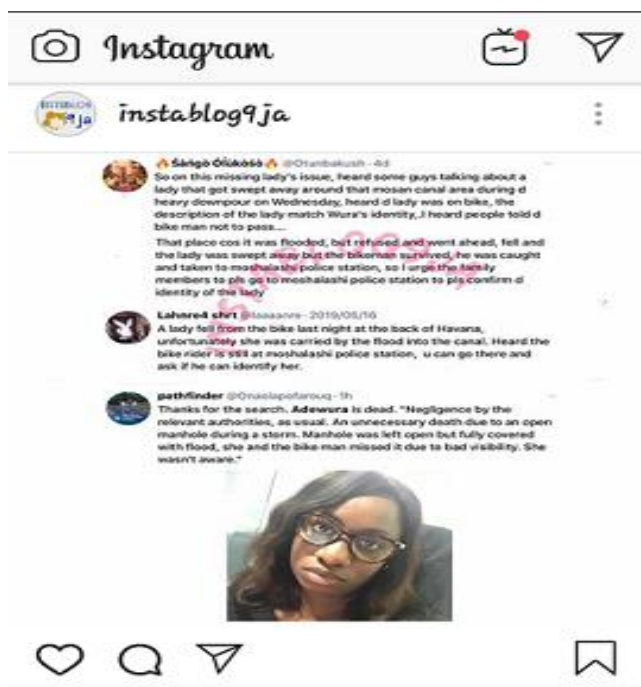 Instagram
instablog9ja
Sàngó Olúkòso @Otunbakush · 4d
So on this missing lady's issue, heard some guys talking about a
lady that got swept away around that mosan canal area during d
heavy downpour on Wednesday, heard d lady was on bike, the
description of the lady match Wura's identity,.I heard people told d
bike man not to pass....
That place cos it was flooded, but refused and went ahead, fell and
the lady was swept away but the bikeman survived, he was caught
and taken to moshalashi police station, so I urge the family
members to pls go to moshalashi police station to pls confirm d
identity of the lady
Lahnre4 shrt · 2019/05/16
A lady fell from the bike last night at the back of Havana,
unfortunately she was carried by the flood into the canal. Heard the
bike rider is still at moshalashi police station, u can go there and
ask if he can identify her.
pathfinder @Onaolapofarouq · 1h
Thanks for the search. Adewura is dead. "Negligence by the
relevant authorities, as usual. An unnecessary death due to an open
manhole during a storm. Manhole was left open but fully covered
with flood, she and the bike man missed it due to bad visibility. She
wasn't aware."